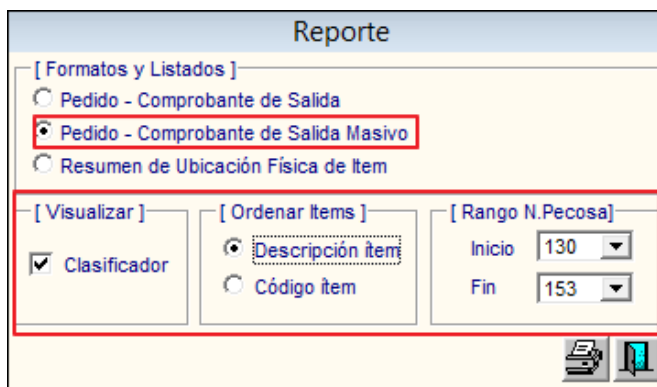 Reporte
[ Formatos y Listados ]
Pedido - Comprobante de Salida
Pedido - Comprobante de Salida Masivo
Resumen de Ubicación Física de Item
[ Visualizar ] [ Ordenar Items ] [ Rango N.Pecosa]
Clasificador Descripción ítem Inicio 130
Código ítem Fin 153